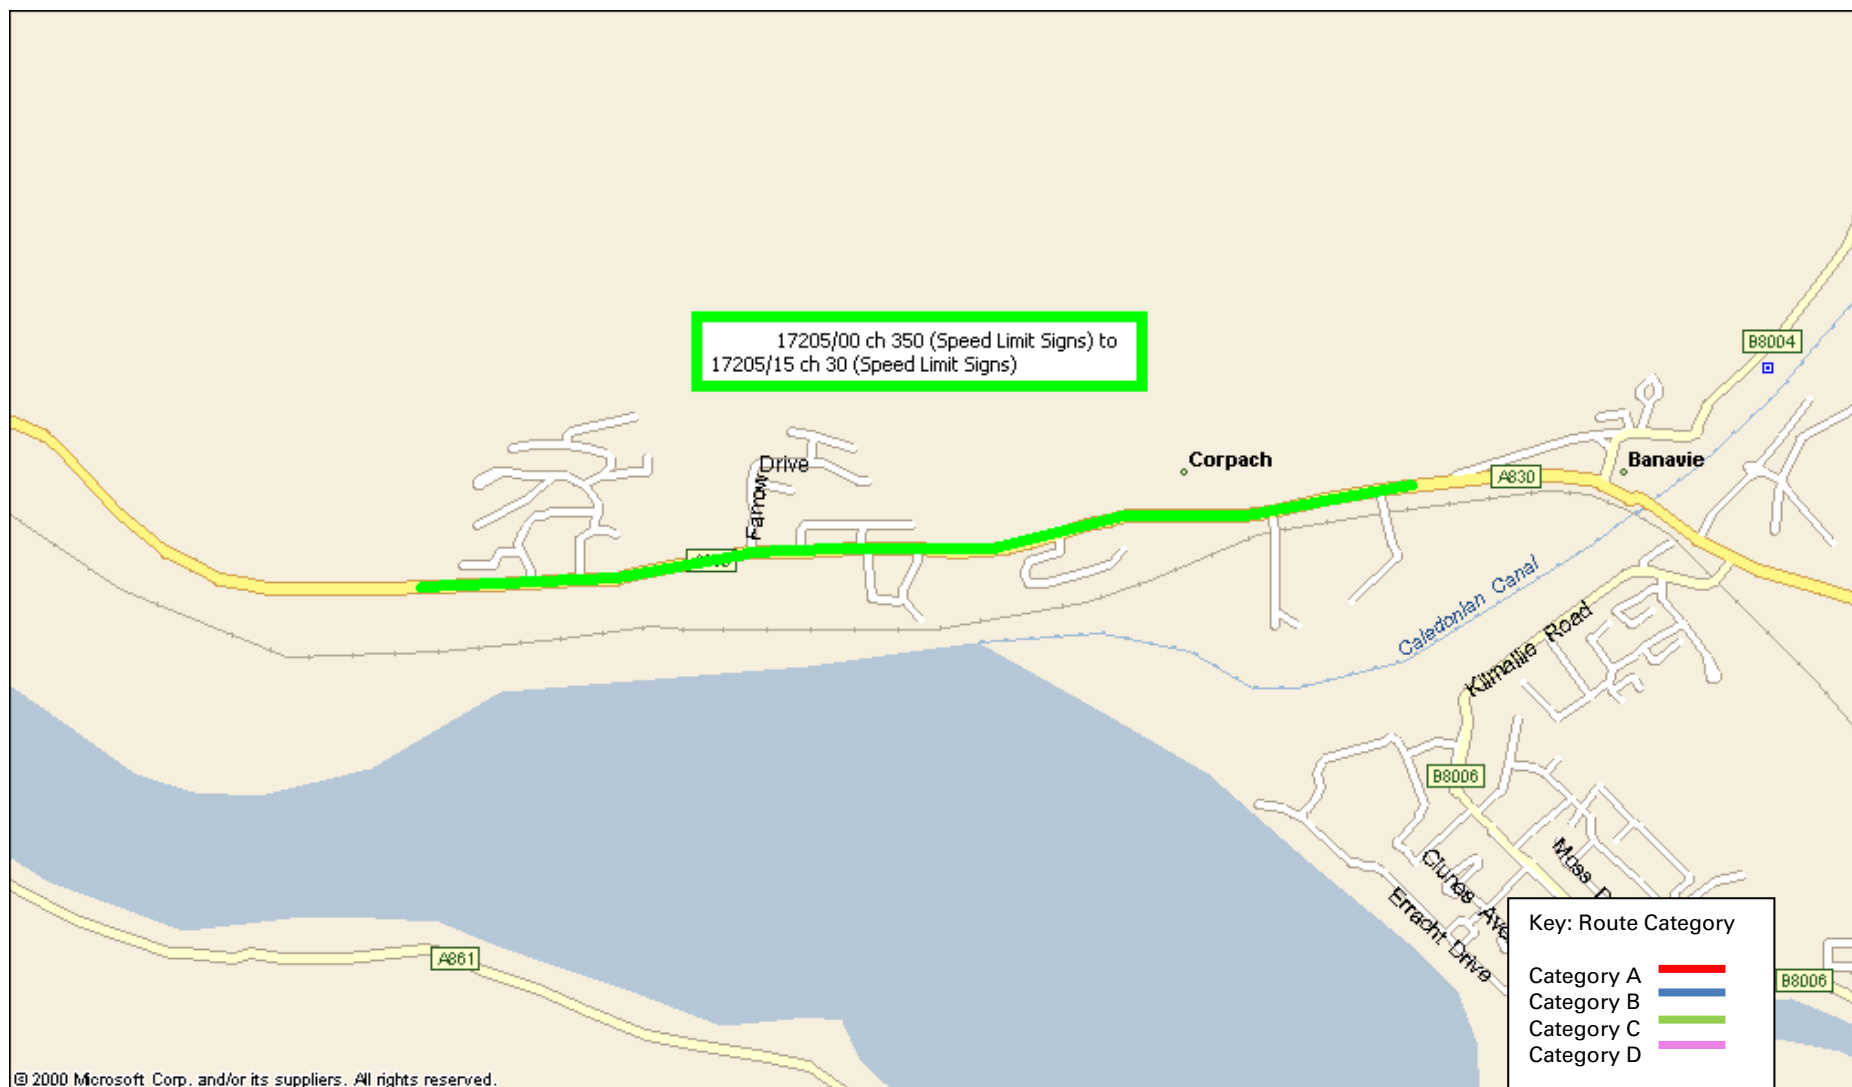 17205/00 ch 350 (Speed Limit Signs) to
17205/15 ch 30 (Speed Limit Signs)
B8004
Corpach
Banavie
A830
Drive
Farrow
Caledonian Canal
Kilmallie Road
B8006
Clunes Ave
Moss
Erracht Drive
A861
B8006
Key: Route Category
Category A
Category B
Category C
Category D
© 2000 Microsoft Corp. and/or its suppliers. All rights reserved.